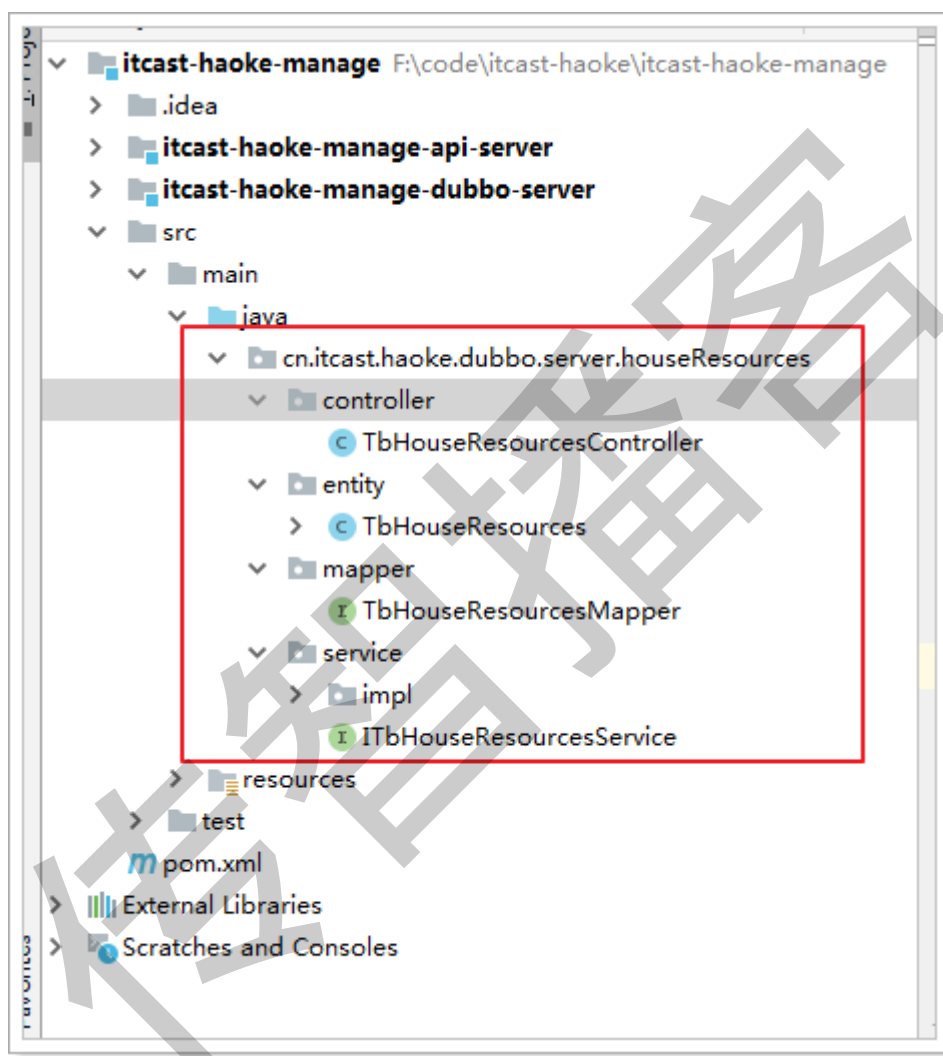 itcast-haoke-manage F:\code\itcast-haoke\itcast-haoke-manage
.idea
itcast-haoke-manage-api-server
itcast-haoke-manage-dubbo-server
src
main
java
cn.itcast.haoke.dubbo.server.houseResources
controller
C TbHouseResourcesController
entity
C TbHouseResources
mapper
I TbHouseResourcesMapper
service
impl
I ITbHouseResourcesService
resources
test
m pom.xml
External Libraries
Scratches and Consoles
传智播客